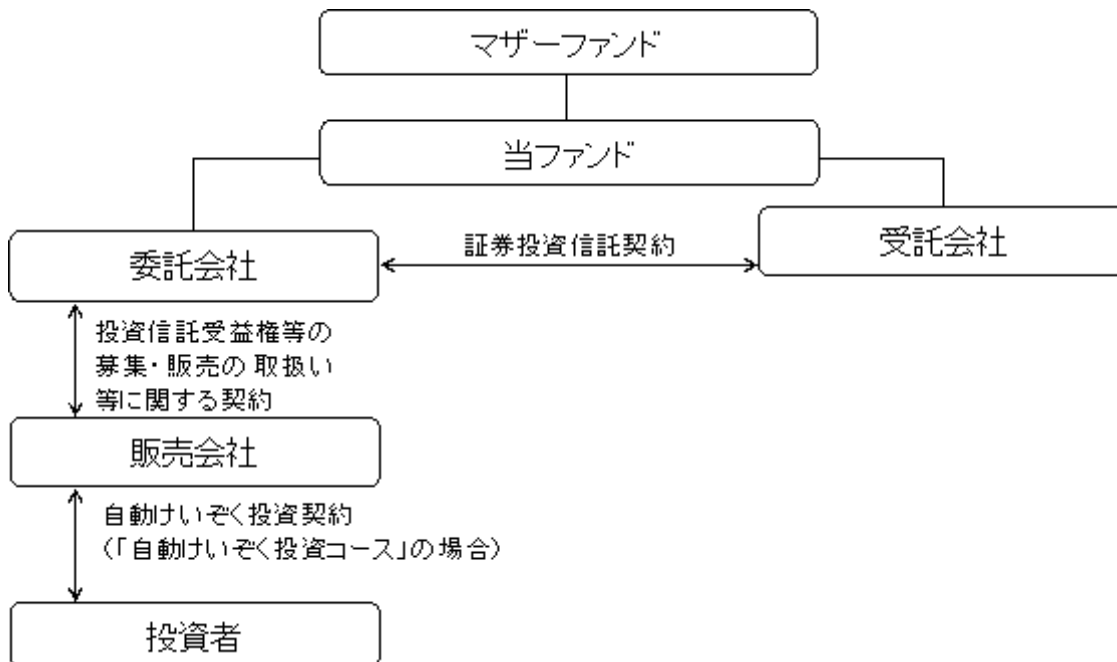 マザーファンド
当ファンド
委託会社
証券投資信託契約
受託会社
投資信託受益権等の
募集・販売の取扱い
等に関する契約
販売会社
自動けいぞく投資契約
(「自動けいぞく投資コース」の場合)
投資者